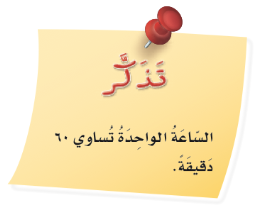 تَذَكَّرْ
السّاعَةُ الواحِدَةُ تُساوي ٦٠
دَقيقَةً.